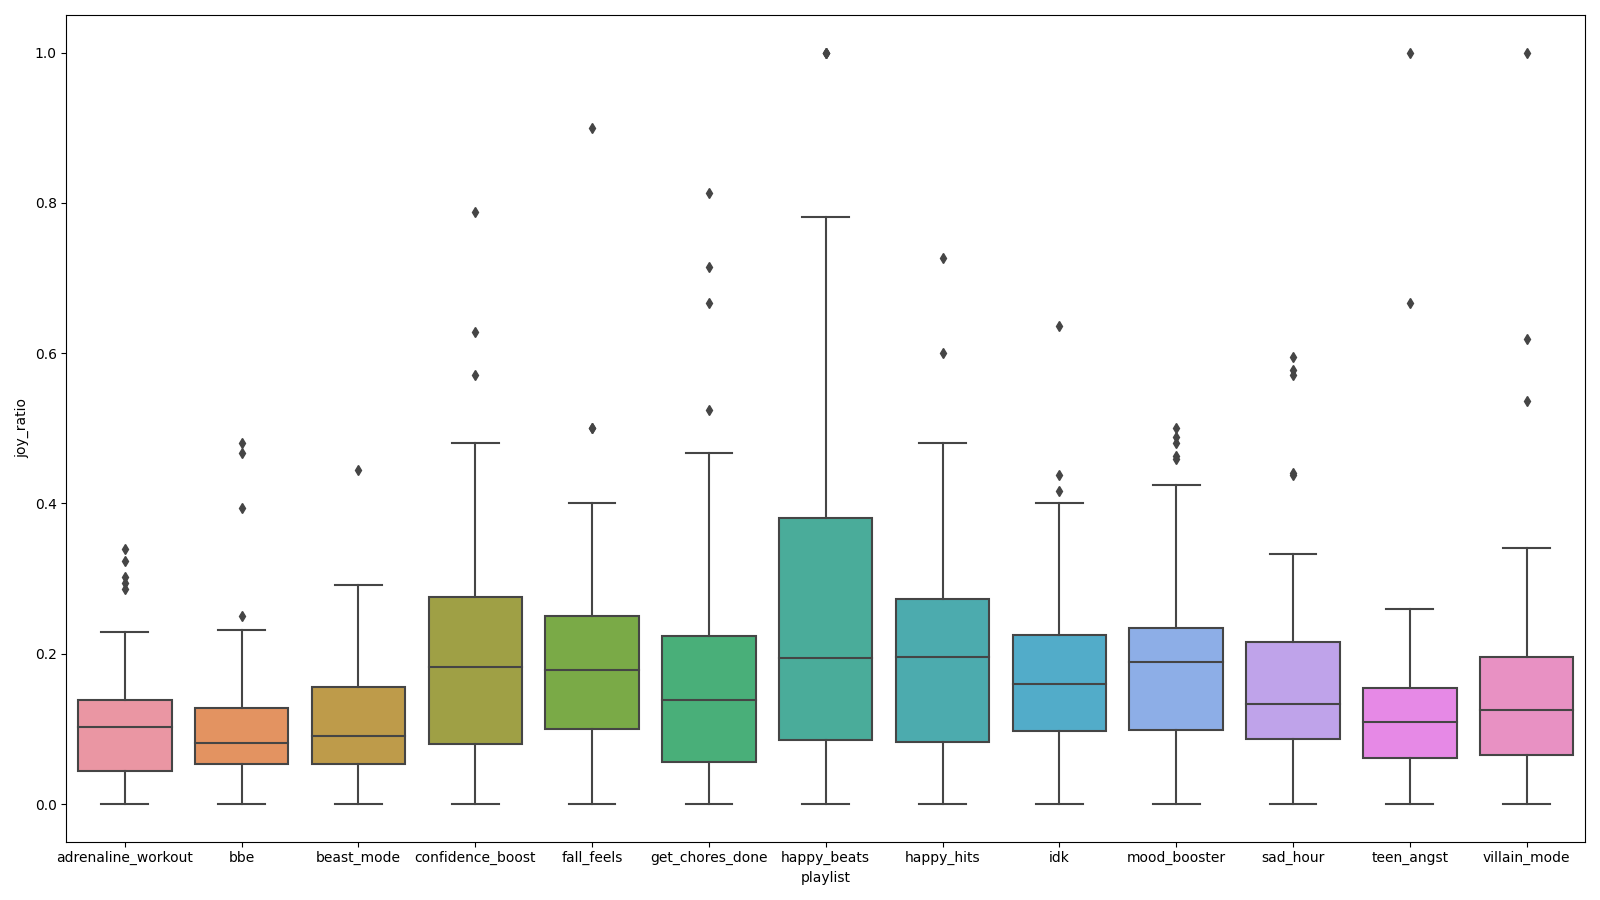 1.0
0.8
0.6
0.4
0.2
0.0
joy_ratio
adrenaline_workout bbe beast_mode confidence_boost fall_feels get_chores_done happy_beats happy_hits idk mood_booster sad_hour teen_angst villain_mode
playlist